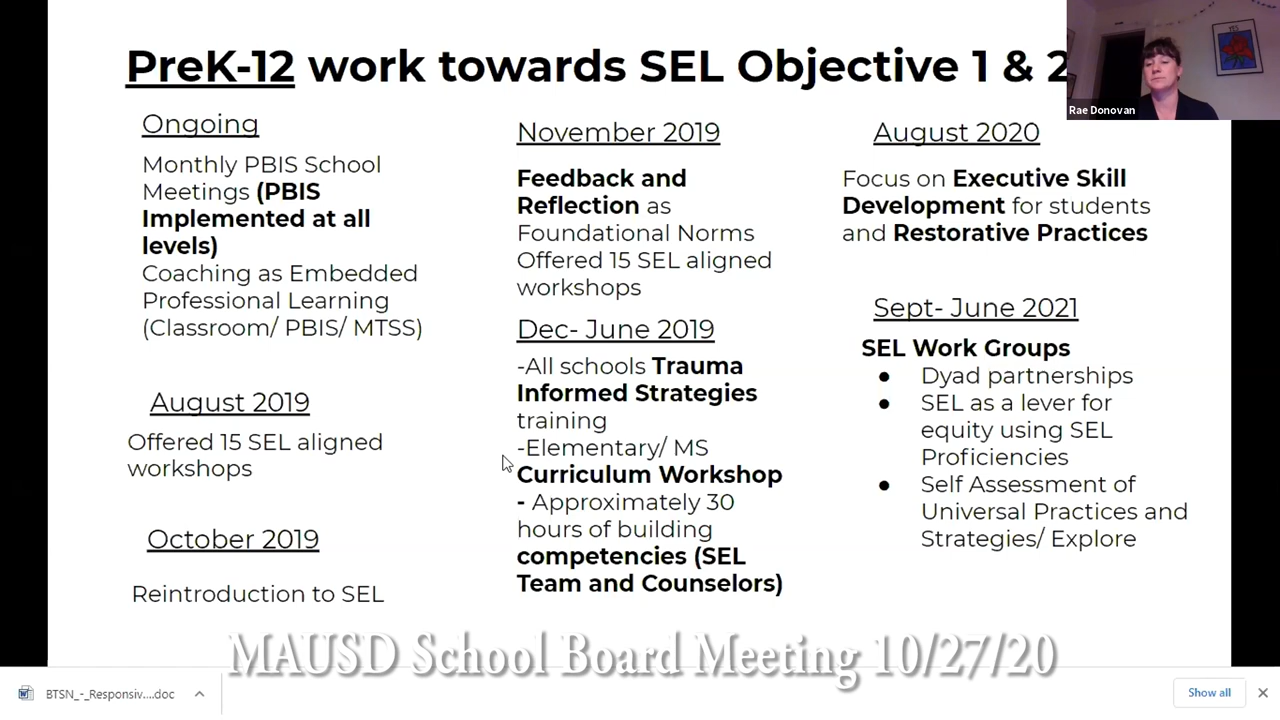 PreK-12 work towards SEL Objective 1 & 2
Rae Donovan
YES
Ongoing
Monthly PBIS School
Meetings (PBIS
Implemented at all
levels)
Coaching as Embedded
Professional Learning
(Classroom/ PBIS/ MTSS)
August 2019
Offered 15 SEL aligned
workshops
October 2019
Reintroduction to SEL
November 2019
Feedback and
Reflection as
Foundational Norms
Offered 15 SEL aligned
workshops
Dec- June 2019
-All schools Trauma
Informed Strategies
training
-Elementary/ MS
Curriculum Workshop
- Approximately 30
hours of building
competencies (SEL
Team and Counselors)
August 2020
Focus on Executive Skill
Development for students
and Restorative Practices
Sept- June 2021
SEL Work Groups
● Dyad partnerships
● SEL as a lever for
equity using SEL
Proficiencies
● Self Assessment of
Universal Practices and
Strategies/ Explore
MAUSD School Board Meeting 10/27/20
BTSN_-_Responsiv....doc
Show all